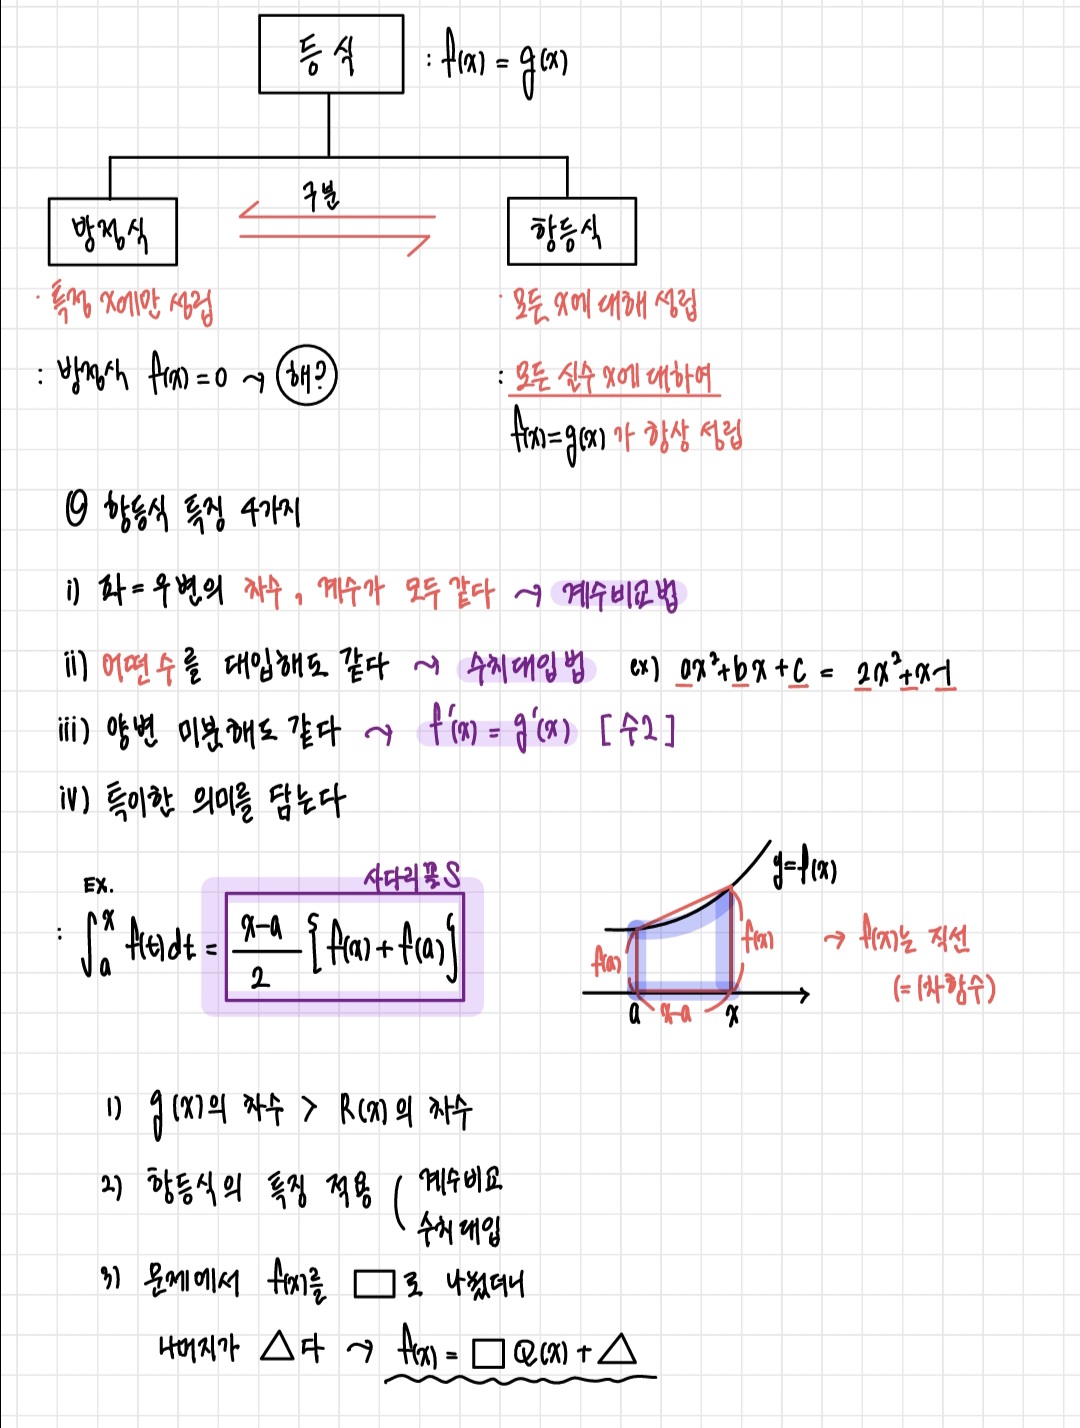 등식 : f(x) = g(x)
구분
방정식
항등식
· 특정 x에만 성립
· 모든 x에 대해 성립
: 방정식 f(x) = 0 ⤳ 해?
: 모든 실수 x에 대하여
f(x)=g(x) 가 항상 성립
항등식 특징 4가지
i) 좌=우변의 차수, 계수가 모두 같다 ⤳ 계수비교법
ii) 어떤 수를 대입해도 같다 ⤳ 수치대입법 ex) ax²+bx+c = 2x²+x-1
iii) 양변 미분해도 같다 ⤳ f'(x) = g'(x) [수2]
iv) 특이한 의미를 담는다
EX.
사다리꼴 S
: ∫ₐˣ f(t)dt = (x-a)/2 {f(x)+f(a)}
y=f(x)
f(a)
f(x)
a x-a x
→ f(x)는 직선
(=1차함수)
1) g(x)의 차수 > R(x)의 차수
2) 항등식의 특징 적용 ( 계수비교
수치대입
3) 문제에서 f(x)를 □로 나눴더니
나머지가 △다 ⤳ f(x) = □Q(x) + △